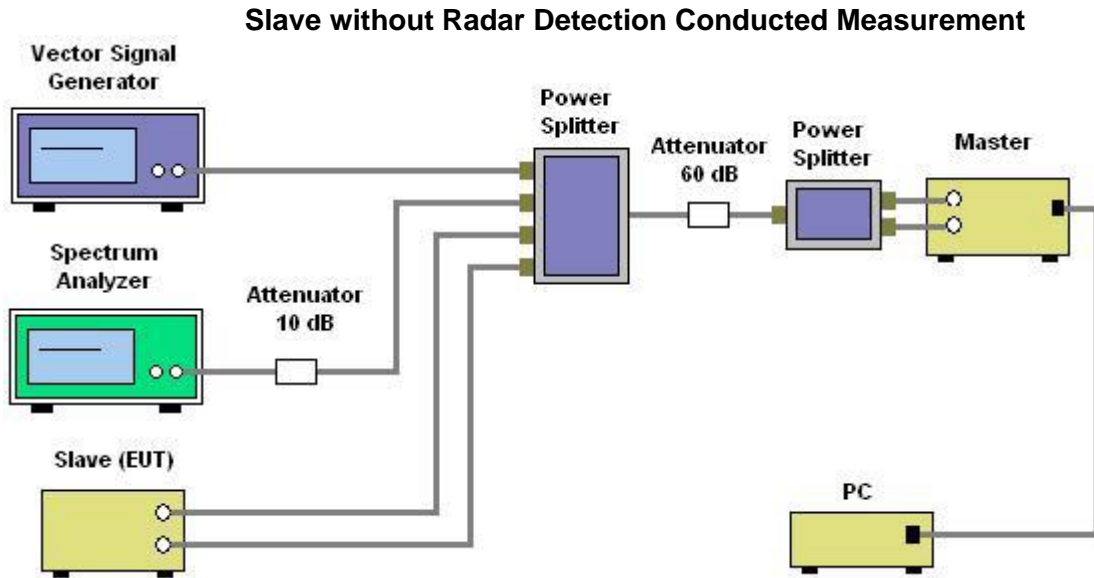 Slave without Radar Detection Conducted Measurement
Vector Signal
Generator
Power
Splitter
Attenuator
60 dB
Power
Splitter
Master
Spectrum
Analyzer
Attenuator
10 dB
Slave (EUT)
PC